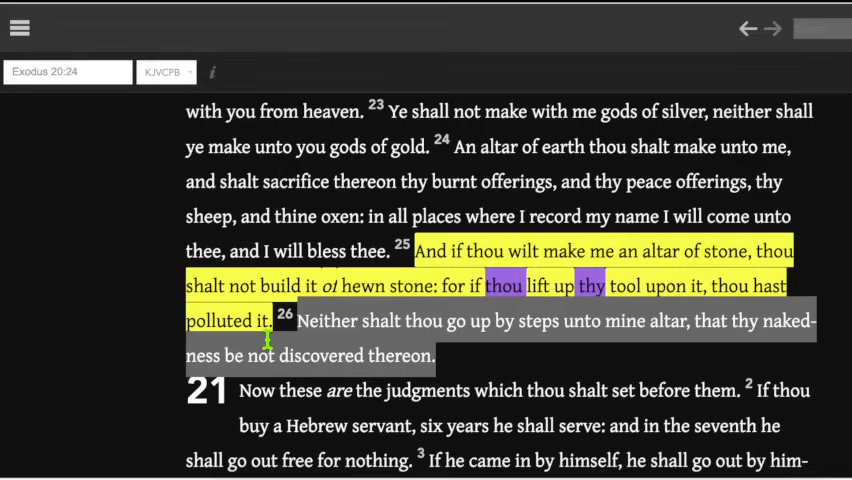 Exodus 20:24 KJVCPB i
with you from heaven. 23 Ye shall not make with me gods of silver, neither shall
ye make unto you gods of gold. 24 An altar of earth thou shalt make unto me,
and shalt sacrifice thereon thy burnt offerings, and thy peace offerings, thy
sheep, and thine oxen: in all places where I record my name I will come unto
thee, and I will bless thee. 25 And if thou wilt make me an altar of stone, thou
shalt not build it of hewn stone: for if thou lift up thy tool upon it, thou hast
polluted it. 26 Neither shalt thou go up by steps unto mine altar, that thy naked-
ness be not discovered thereon.
21 Now these are the judgments which thou shalt set before them. 2 If thou
buy a Hebrew servant, six years he shall serve: and in the seventh he
shall go out free for nothing. 3 If he came in by himself, he shall go out by him-